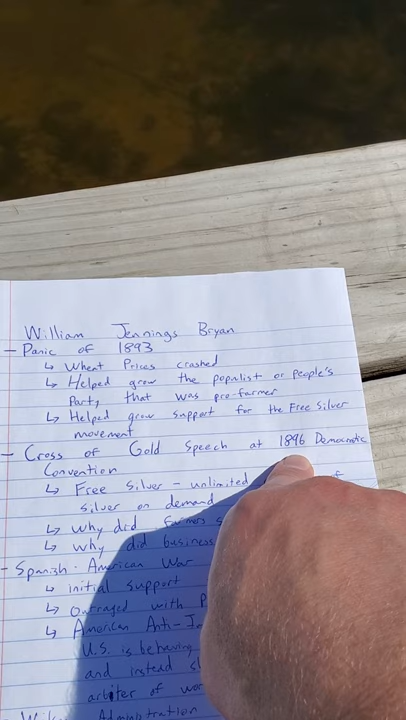 William Jennings Bryan
- Panic of 1893
↳ Wheat Prices crashed
↳ Helped grow the populist or People's
Party, that was pro-farmer
↳ Helped grow support for the Free Silver
movement
- Cross of Gold Speech at 1896 Democratic
Convention
↳ Free Silver - unlimited
silver on demand
↳ Why did farmers
↳ Why did business
- Spanish-American War
↳ initial support
↳ Outraged with
↳ American Anti-
U.S. is behaving
and instead
arbiter of
Administration